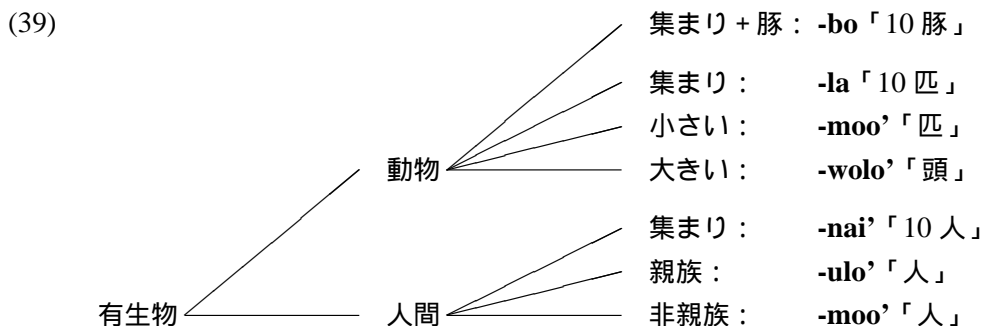 (39)
集まり + 豚 : -bo「10 豚」
集まり : -la「10 匹」
小さい : -moo’「匹」
動物
大きい : -wolo’「頭」
集まり : -nai’「10 人」
親族 : -ulo’「人」
有生物
人間
非親族 : -moo’「人」